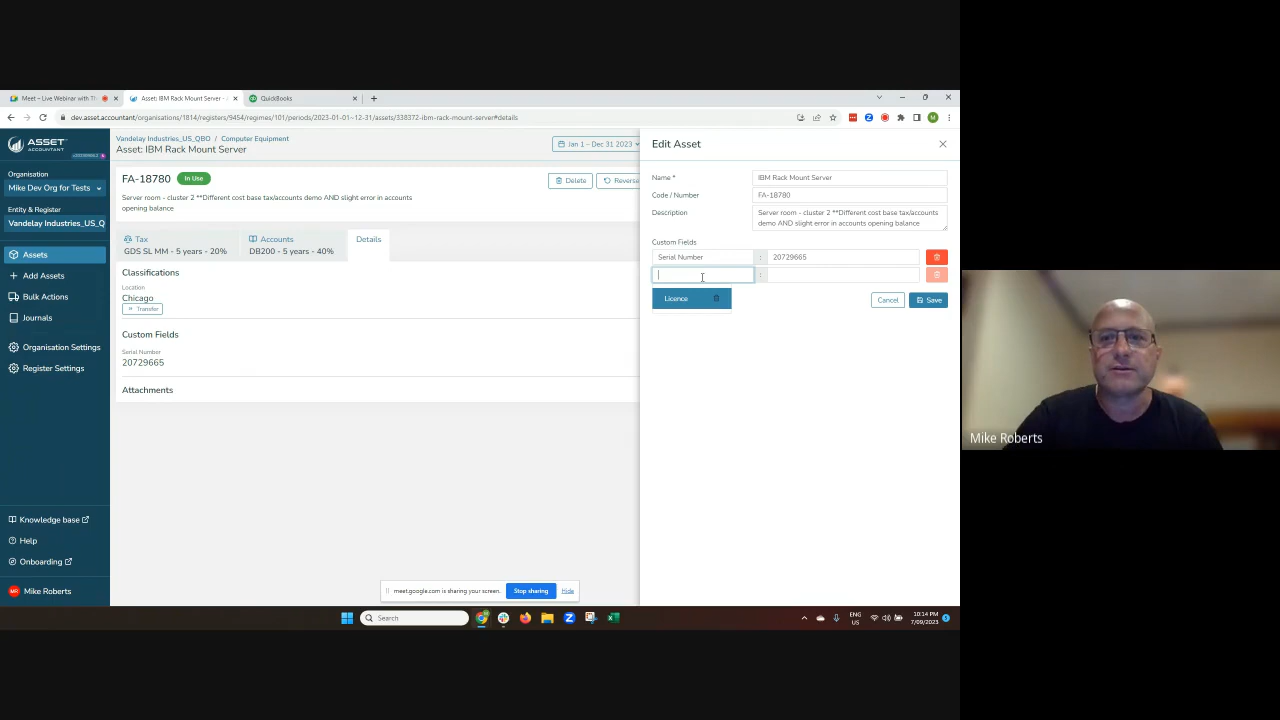 Meet - Live Webinar with Th
Asset: IBM Rack Mount Server -
QuickBooks
dev.asset.accountant/organisations/1814/registers/9454/regimes/101/periods/2023-01-01~12-31/assets/338372-ibm-rack-mount-server#details
ASSET
ACCOUNTANT
Organisation
Mike Dev Org for Tests
Entity & Register
Vandelay Industries_US_Q
Assets
Add Assets
Bulk Actions
Journals
Organisation Settings
Register Settings
Knowledge base
Help
Onboarding
MR Mike Roberts
Vandelay Industries_US_QBO / Computer Equipment
Asset: IBM Rack Mount Server
Jan 1 – Dec 31 2023
FA-18780 In Use
Delete
Reverse
Server room - cluster 2 **Different cost base tax/accounts demo AND slight error in accounts
opening balance
Tax
GDS SL MM - 5 years - 20%
Accounts
DB200 - 5 years - 40%
Details
Classifications
Location
Chicago
Transfer
Custom Fields
Serial Number
20729665
Attachments
Edit Asset
Name * IBM Rack Mount Server
Code / Number FA-18780
Description Server room - cluster 2 **Different cost base tax/accounts
demo AND slight error in accounts opening balance
Custom Fields
Serial Number : 20729665
:
Licence
Cancel
Save
meet.google.com is sharing your screen.
Stop sharing
Hide
Search
ENG
US
10:14 PM
7/09/2023
Mike Roberts